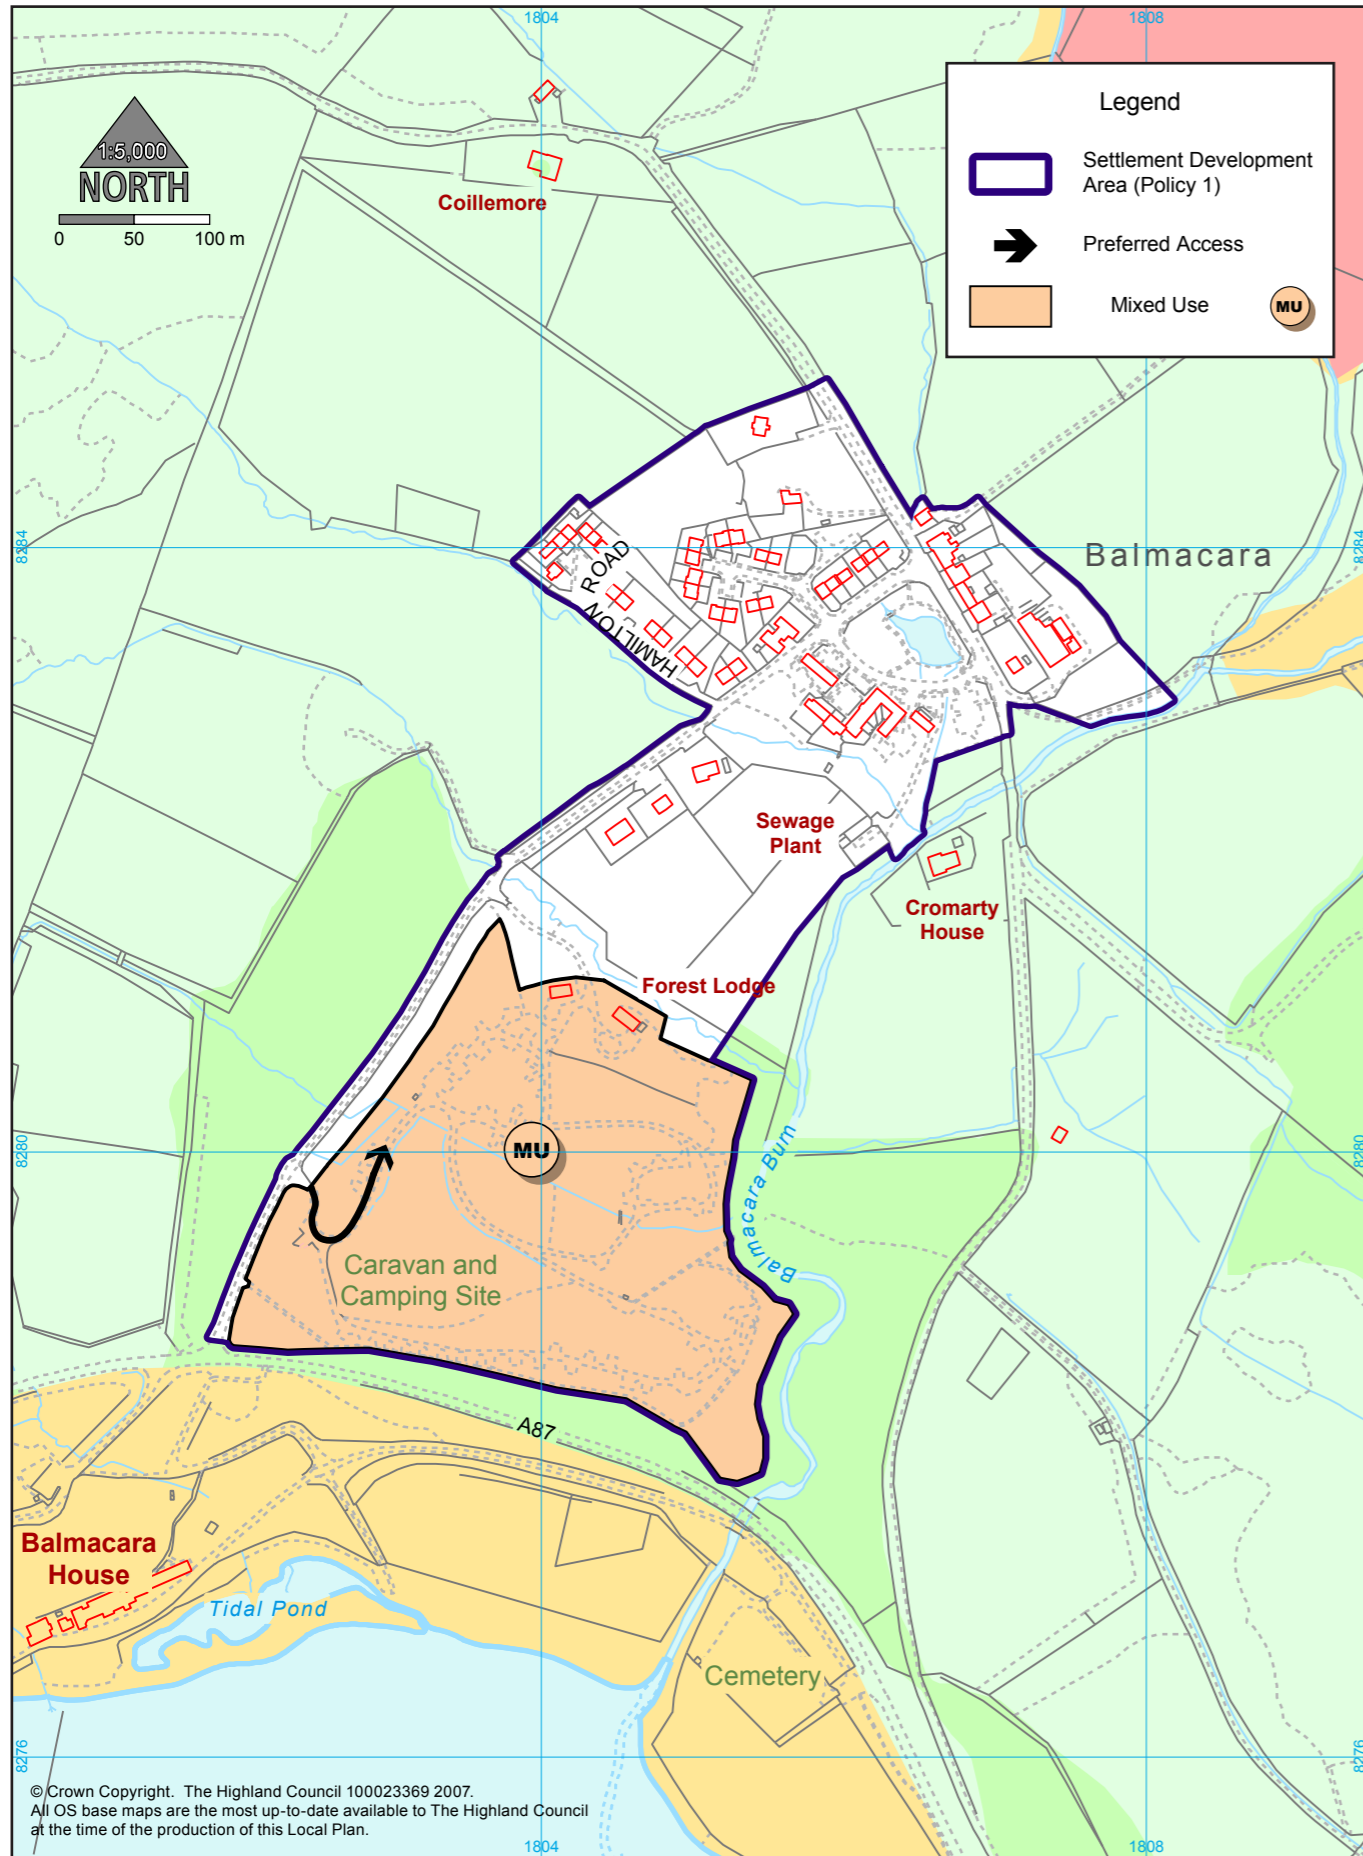 1804
1808
1:5,000
NORTH
0 50 100 m
Legend
Settlement Development
Area (Policy 1)
Preferred Access
Mixed Use
MU
Coillemore
8284
8284
Balmacara
HAMILTON ROAD
Sewage
Plant
Cromarty
House
Forest Lodge
8280
8280
MU
Balmacara Burn
Caravan and
Camping Site
A87
Balmacara
House
Tidal Pond
Cemetery
8276
8276
© Crown Copyright. The Highland Council 100023369 2007.
All OS base maps are the most up-to-date available to The Highland Council
at the time of the production of this Local Plan.
1804
1808